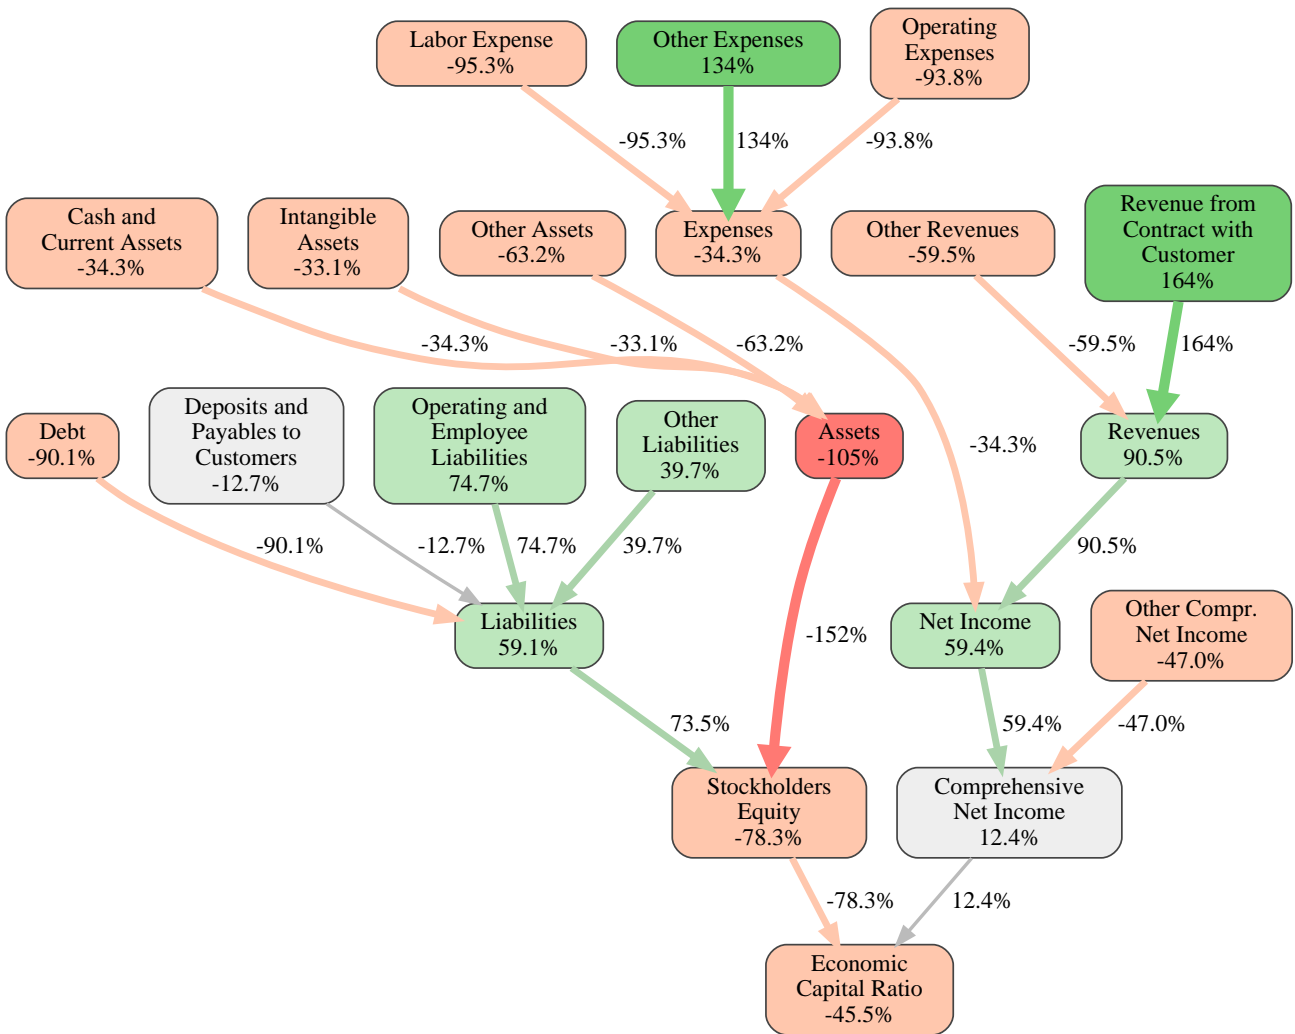 Labor Expense
-95.3%
Other Expenses
134%
Operating
Expenses
-93.8%
-95.3%
134%
-93.8%
Cash and
Current Assets
-34.3%
Intangible
Assets
-33.1%
Other Assets
-63.2%
Expenses
-34.3%
Other Revenues
-59.5%
Revenue from
Contract with
Customer
164%
-34.3%
-33.1%
-63.2%
-59.5%
164%
Debt
-90.1%
Deposits and
Payables to
Customers
-12.7%
Operating and
Employee
Liabilities
74.7%
Other
Liabilities
39.7%
Assets
-105%
-34.3%
Revenues
90.5%
-90.1%
-12.7%
74.7%
39.7%
90.5%
Liabilities
59.1%
-152%
Net Income
59.4%
Other Compr.
Net Income
-47.0%
73.5%
59.4%
-47.0%
Stockholders
Equity
-78.3%
Comprehensive
Net Income
12.4%
-78.3%
12.4%
Economic
Capital Ratio
-45.5%